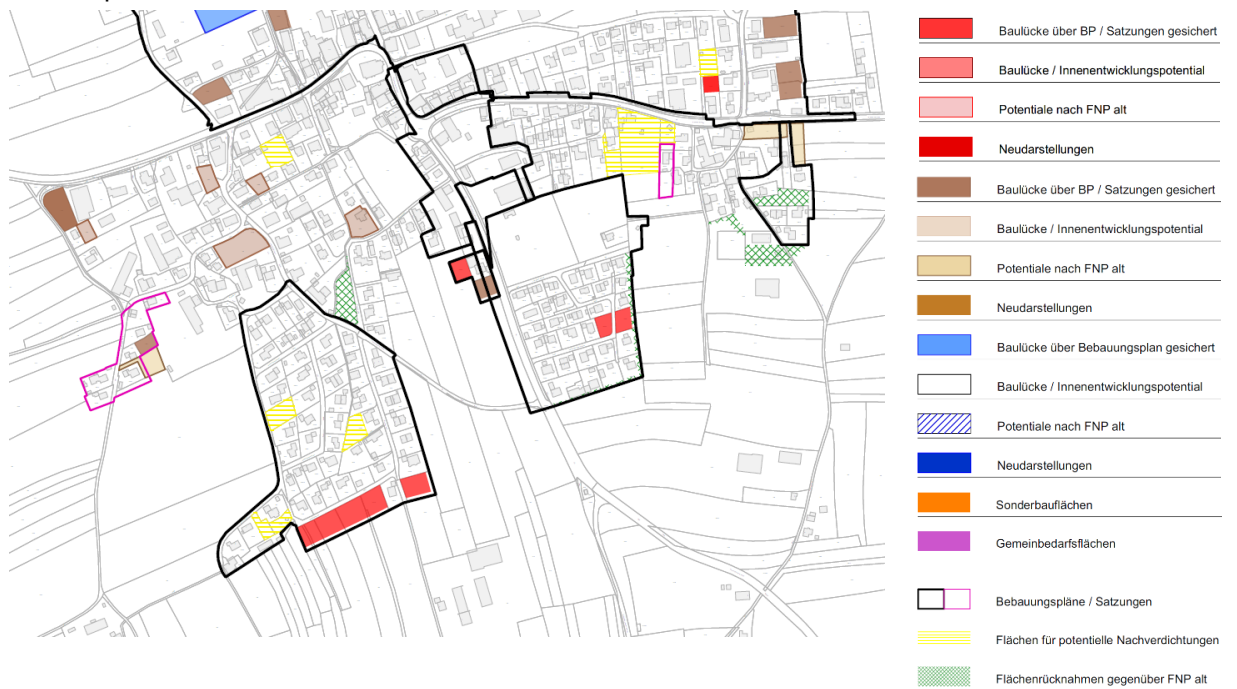 Baulücke über BP / Satzungen gesichert
Baulücke / Innenentwicklungspotential
Potentiale nach FNP alt
Neudarstellungen
Baulücke über BP / Satzungen gesichert
Baulücke / Innenentwicklungspotential
Potentiale nach FNP alt
Neudarstellungen
Baulücke über Bebauungsplan gesichert
Baulücke / Innenentwicklungspotential
Potentiale nach FNP alt
Neudarstellungen
Sonderbauflächen
Gemeinbedarfsflächen
Bebauungspläne / Satzungen
Flächen für potentielle Nachverdichtungen
Flächenrücknahmen gegenüber FNP alt